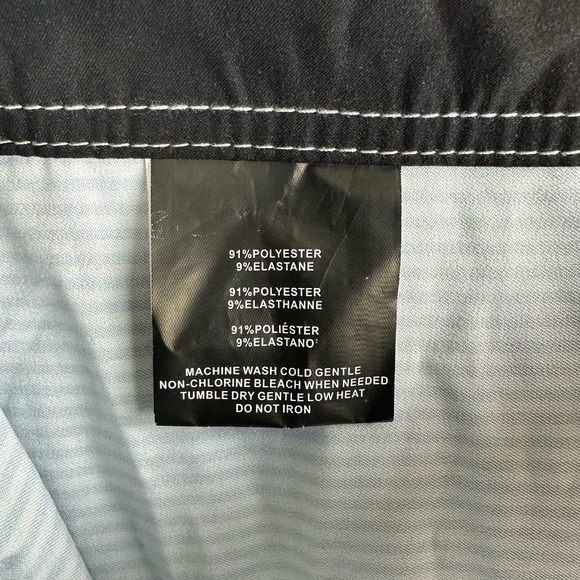 91%POLYESTER
9%ELASTANE
91%POLYESTER
9%ELASTHANNE
91%POLIÉSTER
9%ELASTANO
MACHINE WASH COLD GENTLE
NON-CHLORINE BLEACH WHEN NEEDED
TUMBLE DRY GENTLE LOW HEAT
DO NOT IRON